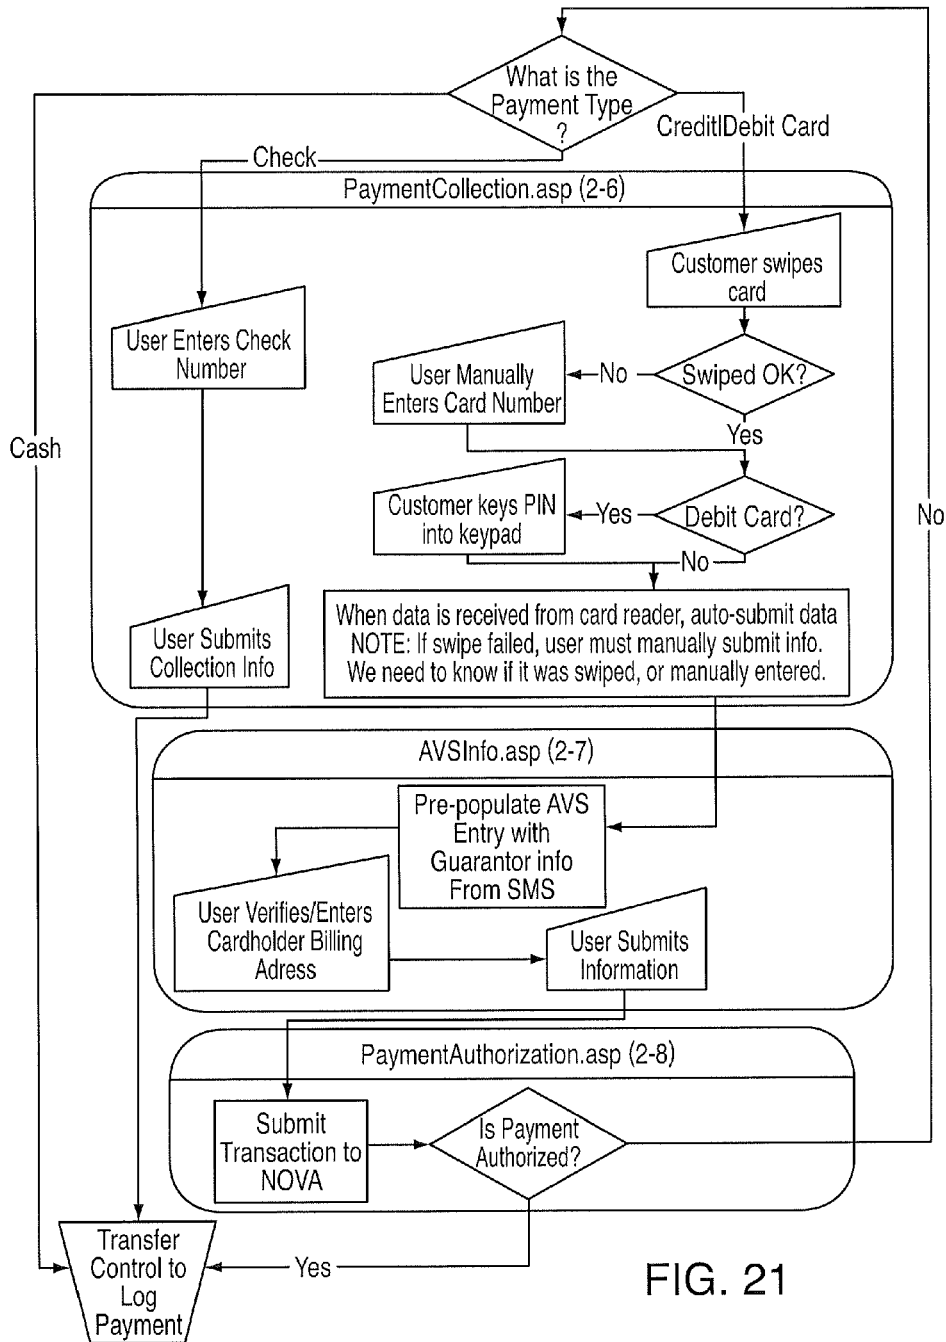 What is the
Payment Type
?
Credit|Debit Card
Check
PaymentCollection.asp (2-6)
Customer swipes
card
User Enters Check
Number
User Manually
Enters Card Number
No
Swiped OK?
Yes
Cash
Customer keys PIN
into keypad
Yes
Debit Card?
No
No
When data is received from card reader, auto-submit data
NOTE: If swipe failed, user must manually submit info.
We need to know if it was swiped, or manually entered.
User Submits
Collection Info
AVSInfo.asp (2-7)
Pre-populate AVS
Entry with
Guarantor info
From SMS
User Verifies/Enters
Cardholder Billing
Adress
User Submits
Information
PaymentAuthorization.asp (2-8)
Submit
Transaction to
NOVA
Is Payment
Authorized?
Transfer
Control to
Log
Payment
Yes
FIG. 21